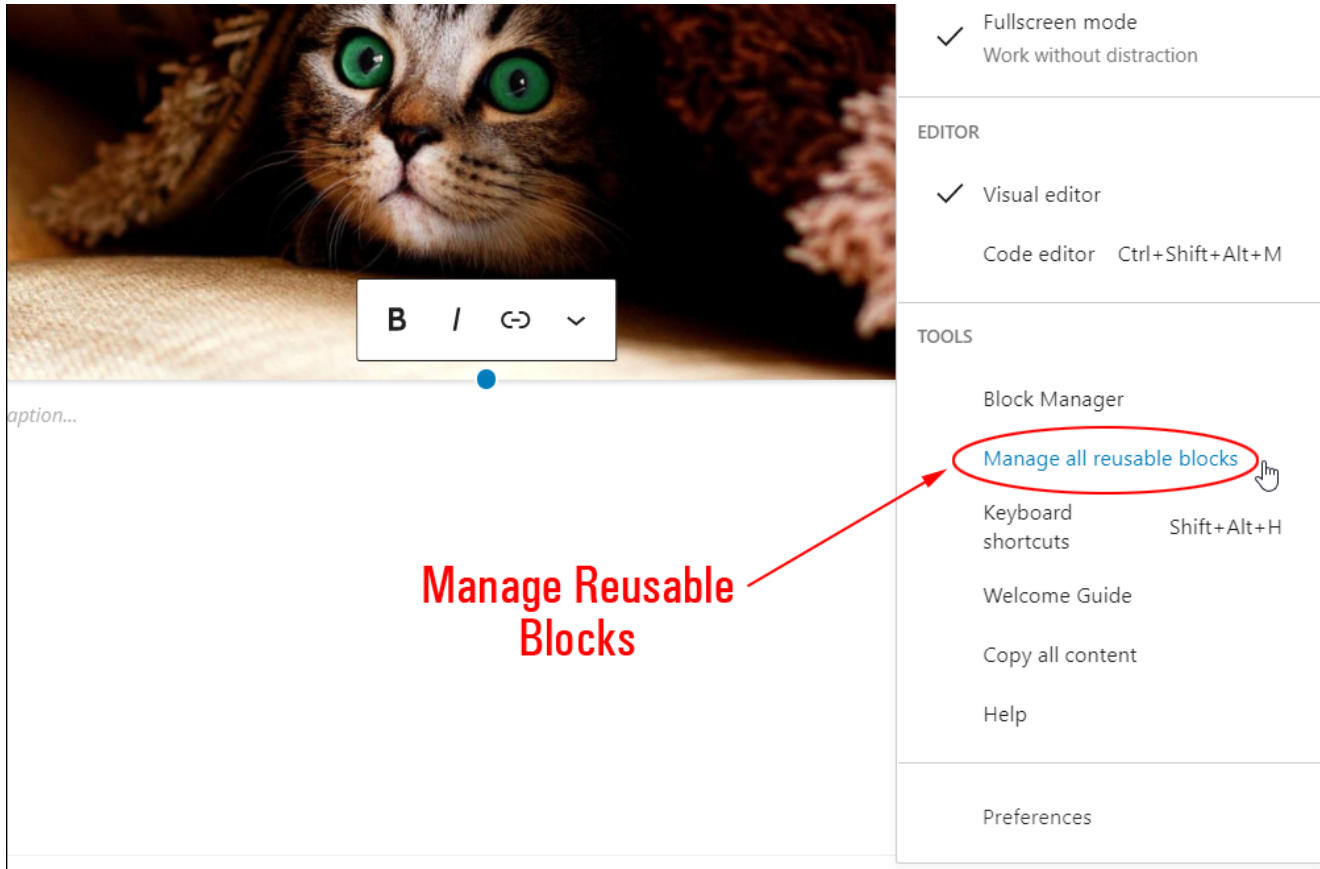 Fullscreen mode
Work without distraction
EDITOR
Visual editor
Code editor Ctrl+Shift+Alt+M
TOOLS
Block Manager
Manage all reusable blocks
Keyboard
shortcuts
Shift+Alt+H
Welcome Guide
Copy all content
Help
Preferences
B I
aption...
Manage Reusable
Blocks